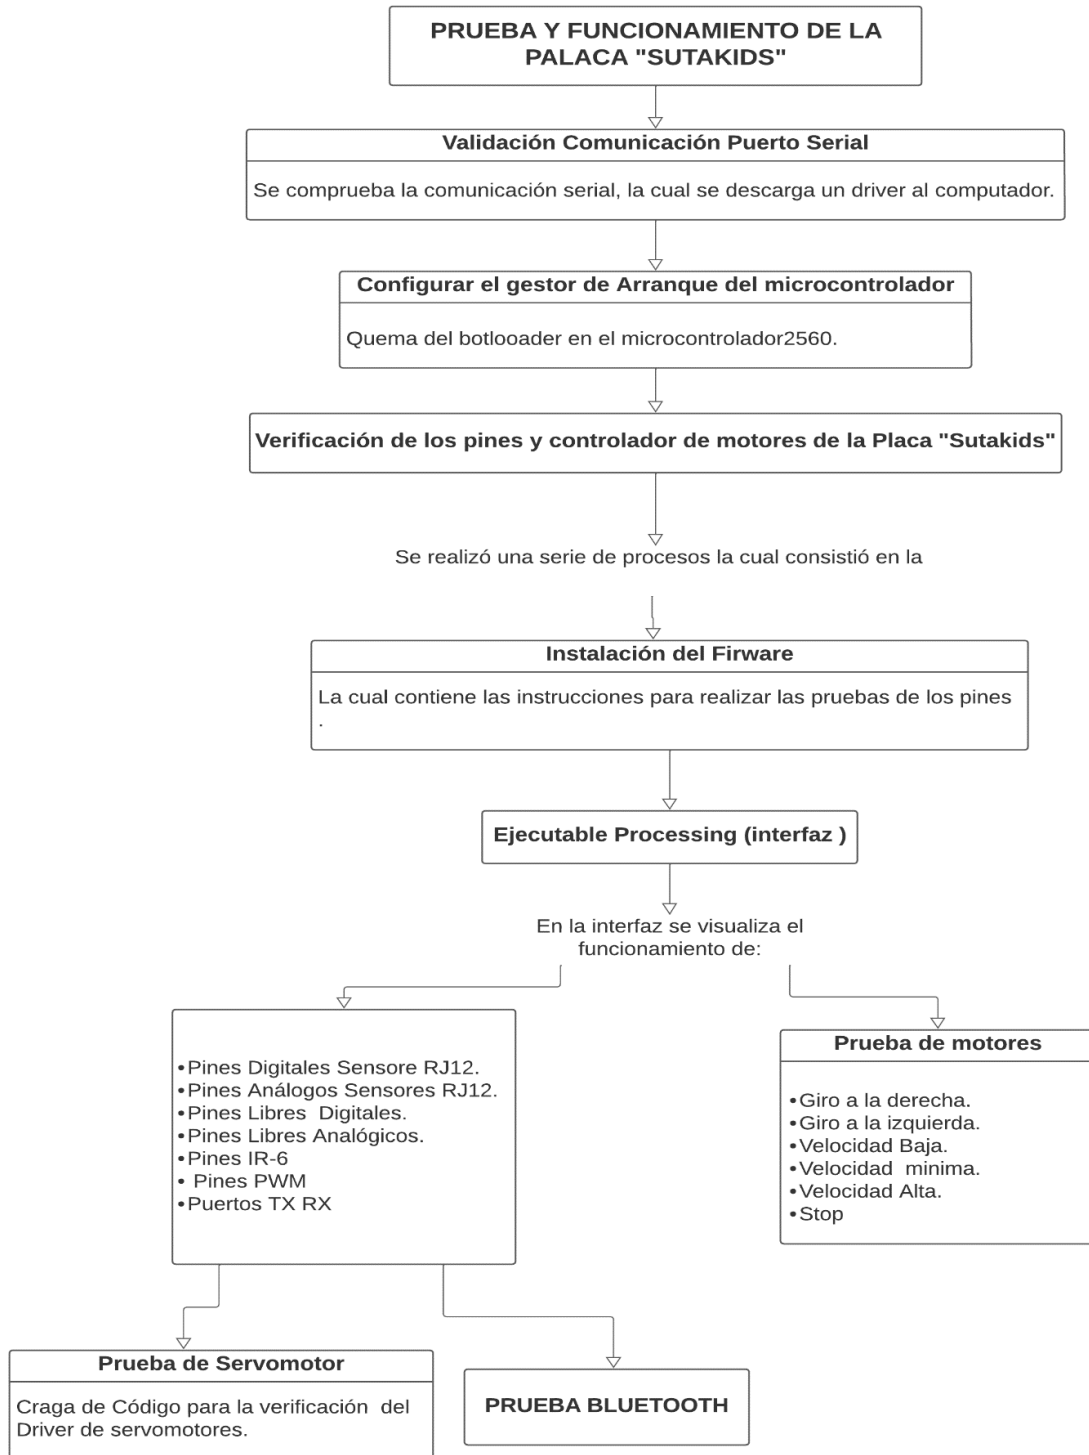 PRUEBA Y FUNCIONAMIENTO DE LA
PALACA "SUTAKIDS"
Validación Comunicación Puerto Serial
Se comprueba la comunicación serial, la cual se descarga un driver al computador.
Configurar el gestor de Arranque del microcontrolador
Quema del botlooader en el microcontrolador2560.
Verificación de los pines y controlador de motores de la Placa "Sutakids"
Se realizó una serie de procesos la cual consistió en la
Instalación del Firware
La cual contiene las instrucciones para realizar las pruebas de los pines
.
Ejecutable Processing (interfaz )
En la interfaz se visualiza el
funcionamiento de:
•Pines Digitales Sensore RJ12.
•Pines Análogos Sensores RJ12.
•Pines Libres  Digitales.
•Pines Libres Analógicos.
•Pines IR-6
• Pines PWM
•Puertos TX RX
Prueba de motores
•Giro a la derecha.
•Giro a la izquierda.
•Velocidad Baja.
•Velocidad  minima.
•Velocidad Alta.
•Stop
Prueba de Servomotor
Craga de Código para la verificación  del
Driver de servomotores.
PRUEBA BLUETOOTH